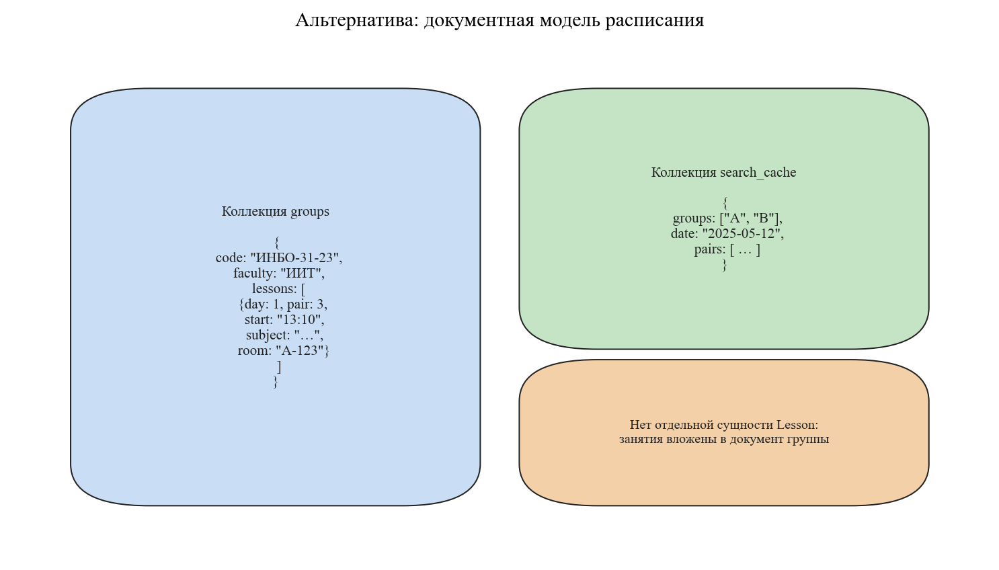 Альтернатива: документная модель расписания
Коллекция groups
{
code: "ИНБО-31-23",
faculty: "ИИТ",
lessons: [
{day: 1, pair: 3,
start: "13:10",
subject: "…",
room: "А-123"}
]
}
Коллекция search_cache
{
groups: ["A", "B"],
date: "2025-05-12",
pairs: [ … ]
}
Нет отдельной сущности Lesson:
занятия вложены в документ группы